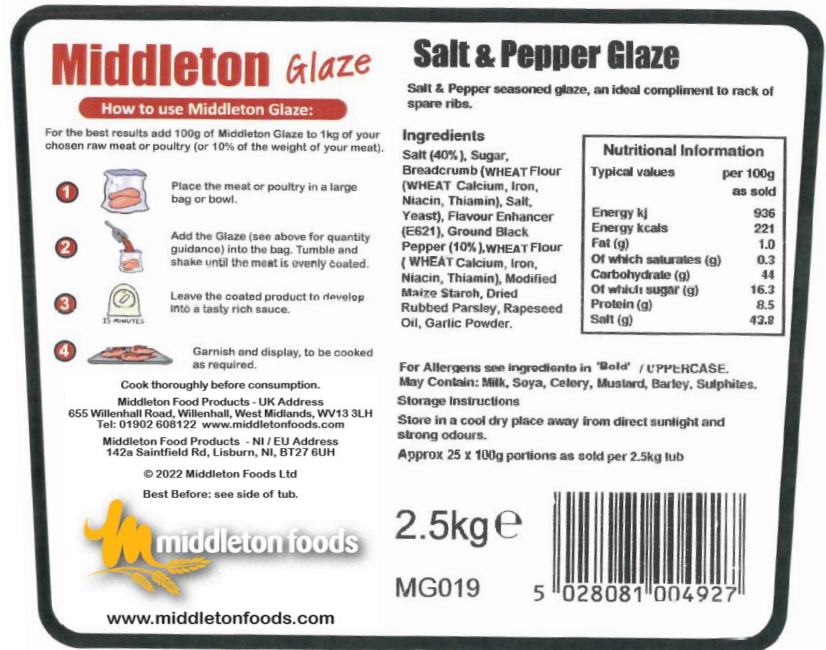 Middleton Glaze
How to use Middleton Glaze:
For the best results add 100g of Middleton Glaze to 1kg of your
chosen raw meat or poultry (or 10% of the weight of your meat).
1
Place the meat or poultry in a large
bag or bowl.
2
Add the Glaze (see above for quantity
guidance) into the bag. Tumble and
shake until the meat is evenly coated.
3
15 MINUTES
Leave the coated product to develop
into a tasty rich sauce.
4
Garnish and display, to be cooked
as required.
Cook thoroughly before consumption.
Middleton Food Products - UK Address
655 Willenhall Road, Willenhall, West Midlands, WV13 3LH
Tel: 01902 608122 www.middletonfoods.com
Middleton Food Products - NI / EU Address
142a Saintfield Rd, Lisburn, NI, BT27 6UH
© 2022 Middleton Foods Ltd
Best Before: see side of tub.
middleton foods
www.middletonfoods.com
Salt & Pepper Glaze
Salt & Pepper seasoned glaze, an ideal compliment to rack of
spare ribs.
Ingredients
Salt (40%), Sugar,
Breadcrumb (WHEAT Flour
(WHEAT Calcium, Iron,
Niacin, Thiamin), Salt,
Yeast), Flavour Enhancer
(E621), Ground Black
Pepper (10%),WHEAT Flour
( WHEAT Calcium, Iron,
Niacin, Thiamin), Modified
Maize Starch, Dried
Rubbed Parsley, Rapeseed
Oil, Garlic Powder.
Nutritional Information
Typical values per 100g
as sold
Energy kj 936
Energy kcals 221
Fat (g) 1.0
Of which saturates (g) 0.3
Carbohydrate (g) 44
Of which sugar (g) 16.3
Protein (g) 8.5
Salt (g) 43.8
For Allergens see ingredients in 'Bold' / UPPERCASE.
May Contain: Milk, Soya, Celery, Mustard, Barley, Sulphites.
Storage Instructions
Store in a cool dry place away from direct sunlight and
strong odours.
Approx 25 x 100g portions as sold per 2.5kg tub
2.5kg e
MG019
5 028081 004927